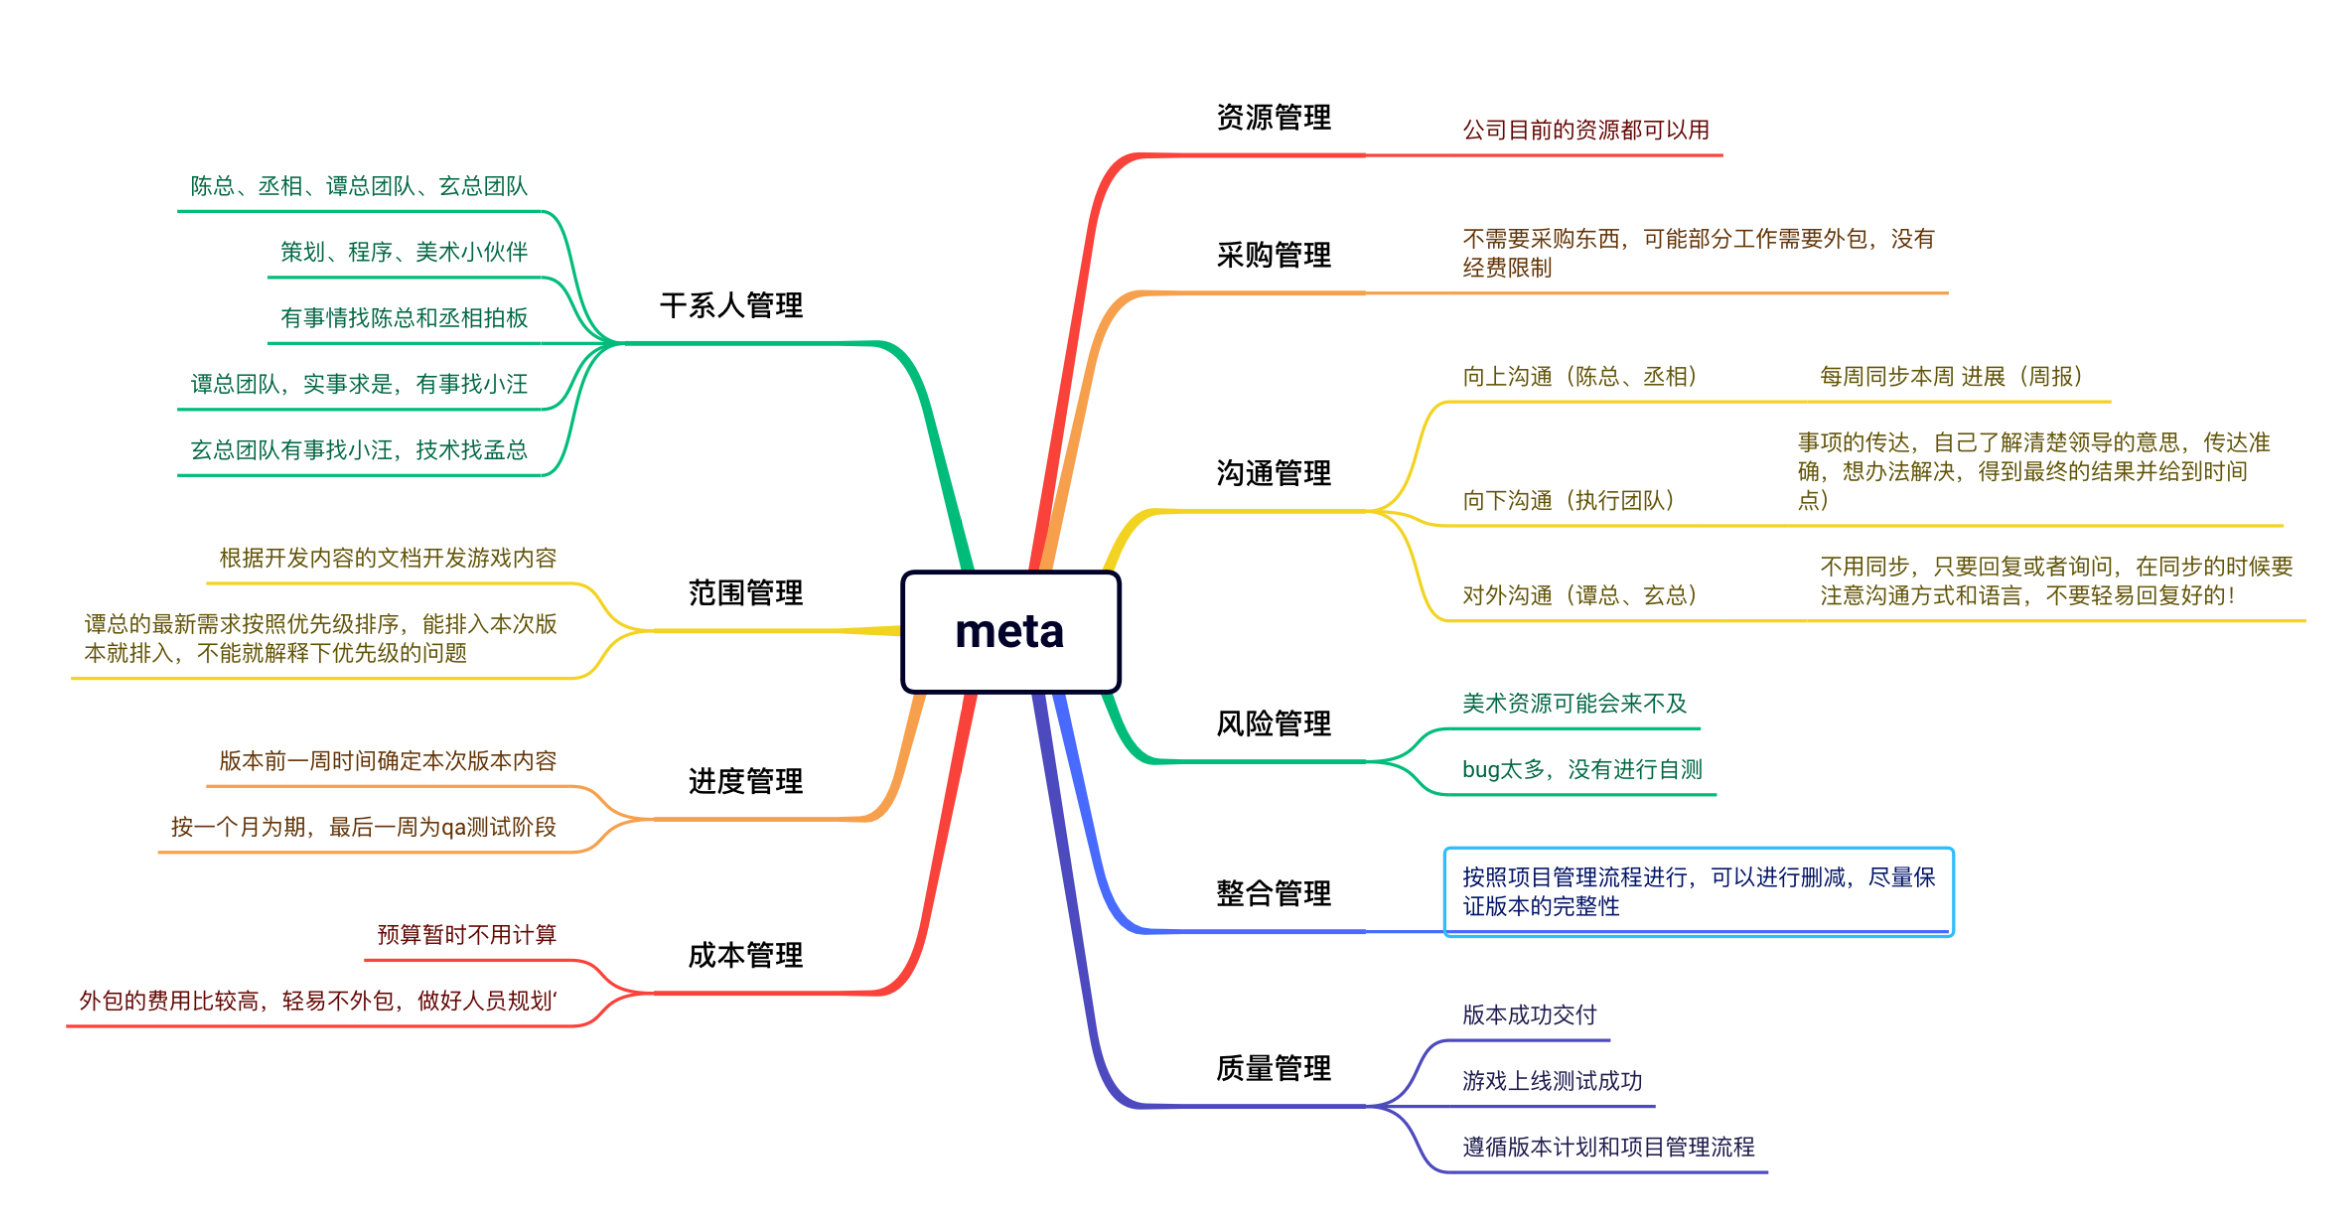 meta
资源管理
公司目前的资源都可以用
采购管理
不需要采购东西，可能部分工作需要外包，没有
经费限制
沟通管理
向上沟通（陈总、丞相）
每周同步本周 进展（周报）
向下沟通（执行团队）
事项的传达，自己了解清楚领导的意思，传达准
确，想办法解决，得到最终的结果并给到时间
点）
对外沟通（谭总、玄总）
不用同步，只要回复或者询问，在同步的时候要
注意沟通方式和语言，不要轻易回复好的！
风险管理
美术资源可能会来不及
bug太多，没有进行自测
整合管理
按照项目管理流程进行，可以进行删减，尽量保
证版本的完整性
质量管理
版本成功交付
游戏上线测试成功
遵循版本计划和项目管理流程
干系人管理
陈总、丞相、谭总团队、玄总团队
策划、程序、美术小伙伴
有事情找陈总和丞相拍板
谭总团队，实事求是，有事找小汪
玄总团队有事找小汪，技术找孟总
范围管理
根据开发内容的文档开发游戏内容
谭总的最新需求按照优先级排序，能排入本次版
本就排入，不能就解释下优先级的问题
进度管理
版本前一周时间确定本次版本内容
按一个月为期，最后一周为qa测试阶段
成本管理
预算暂时不用计算
外包的费用比较高，轻易不外包，做好人员规划‘